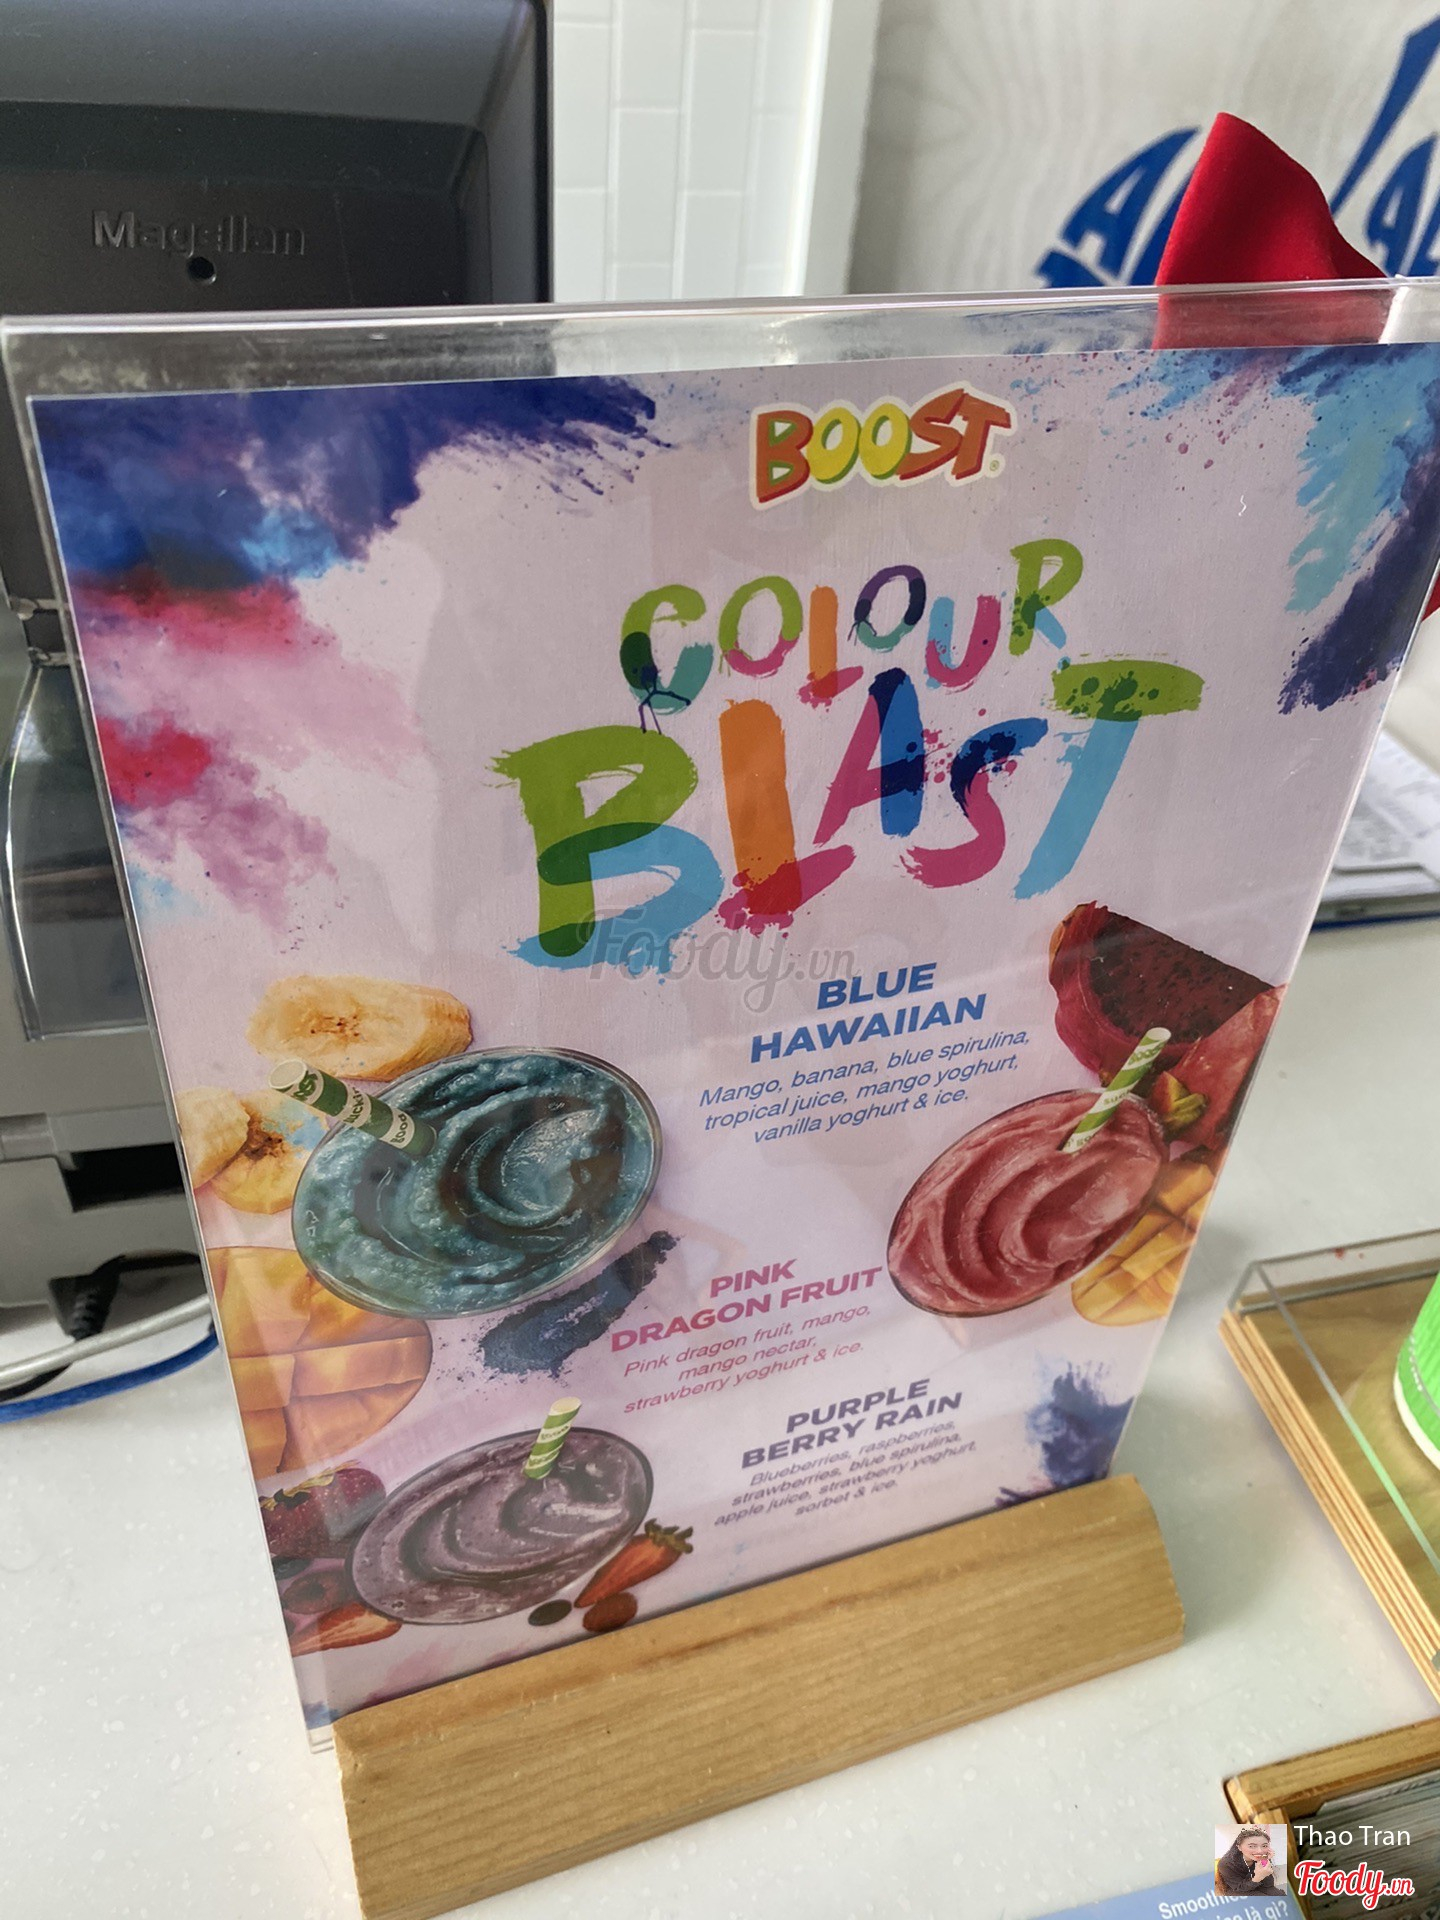 Magellan
BOOST
COLOUR
BLAST
Foody.vn
BLUE
HAWAIIAN
Mango, banana, blue spirulina,
tropical juice, mango yoghurt,
vanilla yoghurt & ice.
PINK
DRAGON FRUIT
Pink dragon fruit, mango,
mango nectar,
strawberry yoghurt & ice.
PURPLE
BERRY RAIN
Blueberries, raspberries,
strawberries, blue spirulina,
apple juice, strawberry yoghurt,
sorbet & ice.
Thao Tran
Foody.vn
là gì?